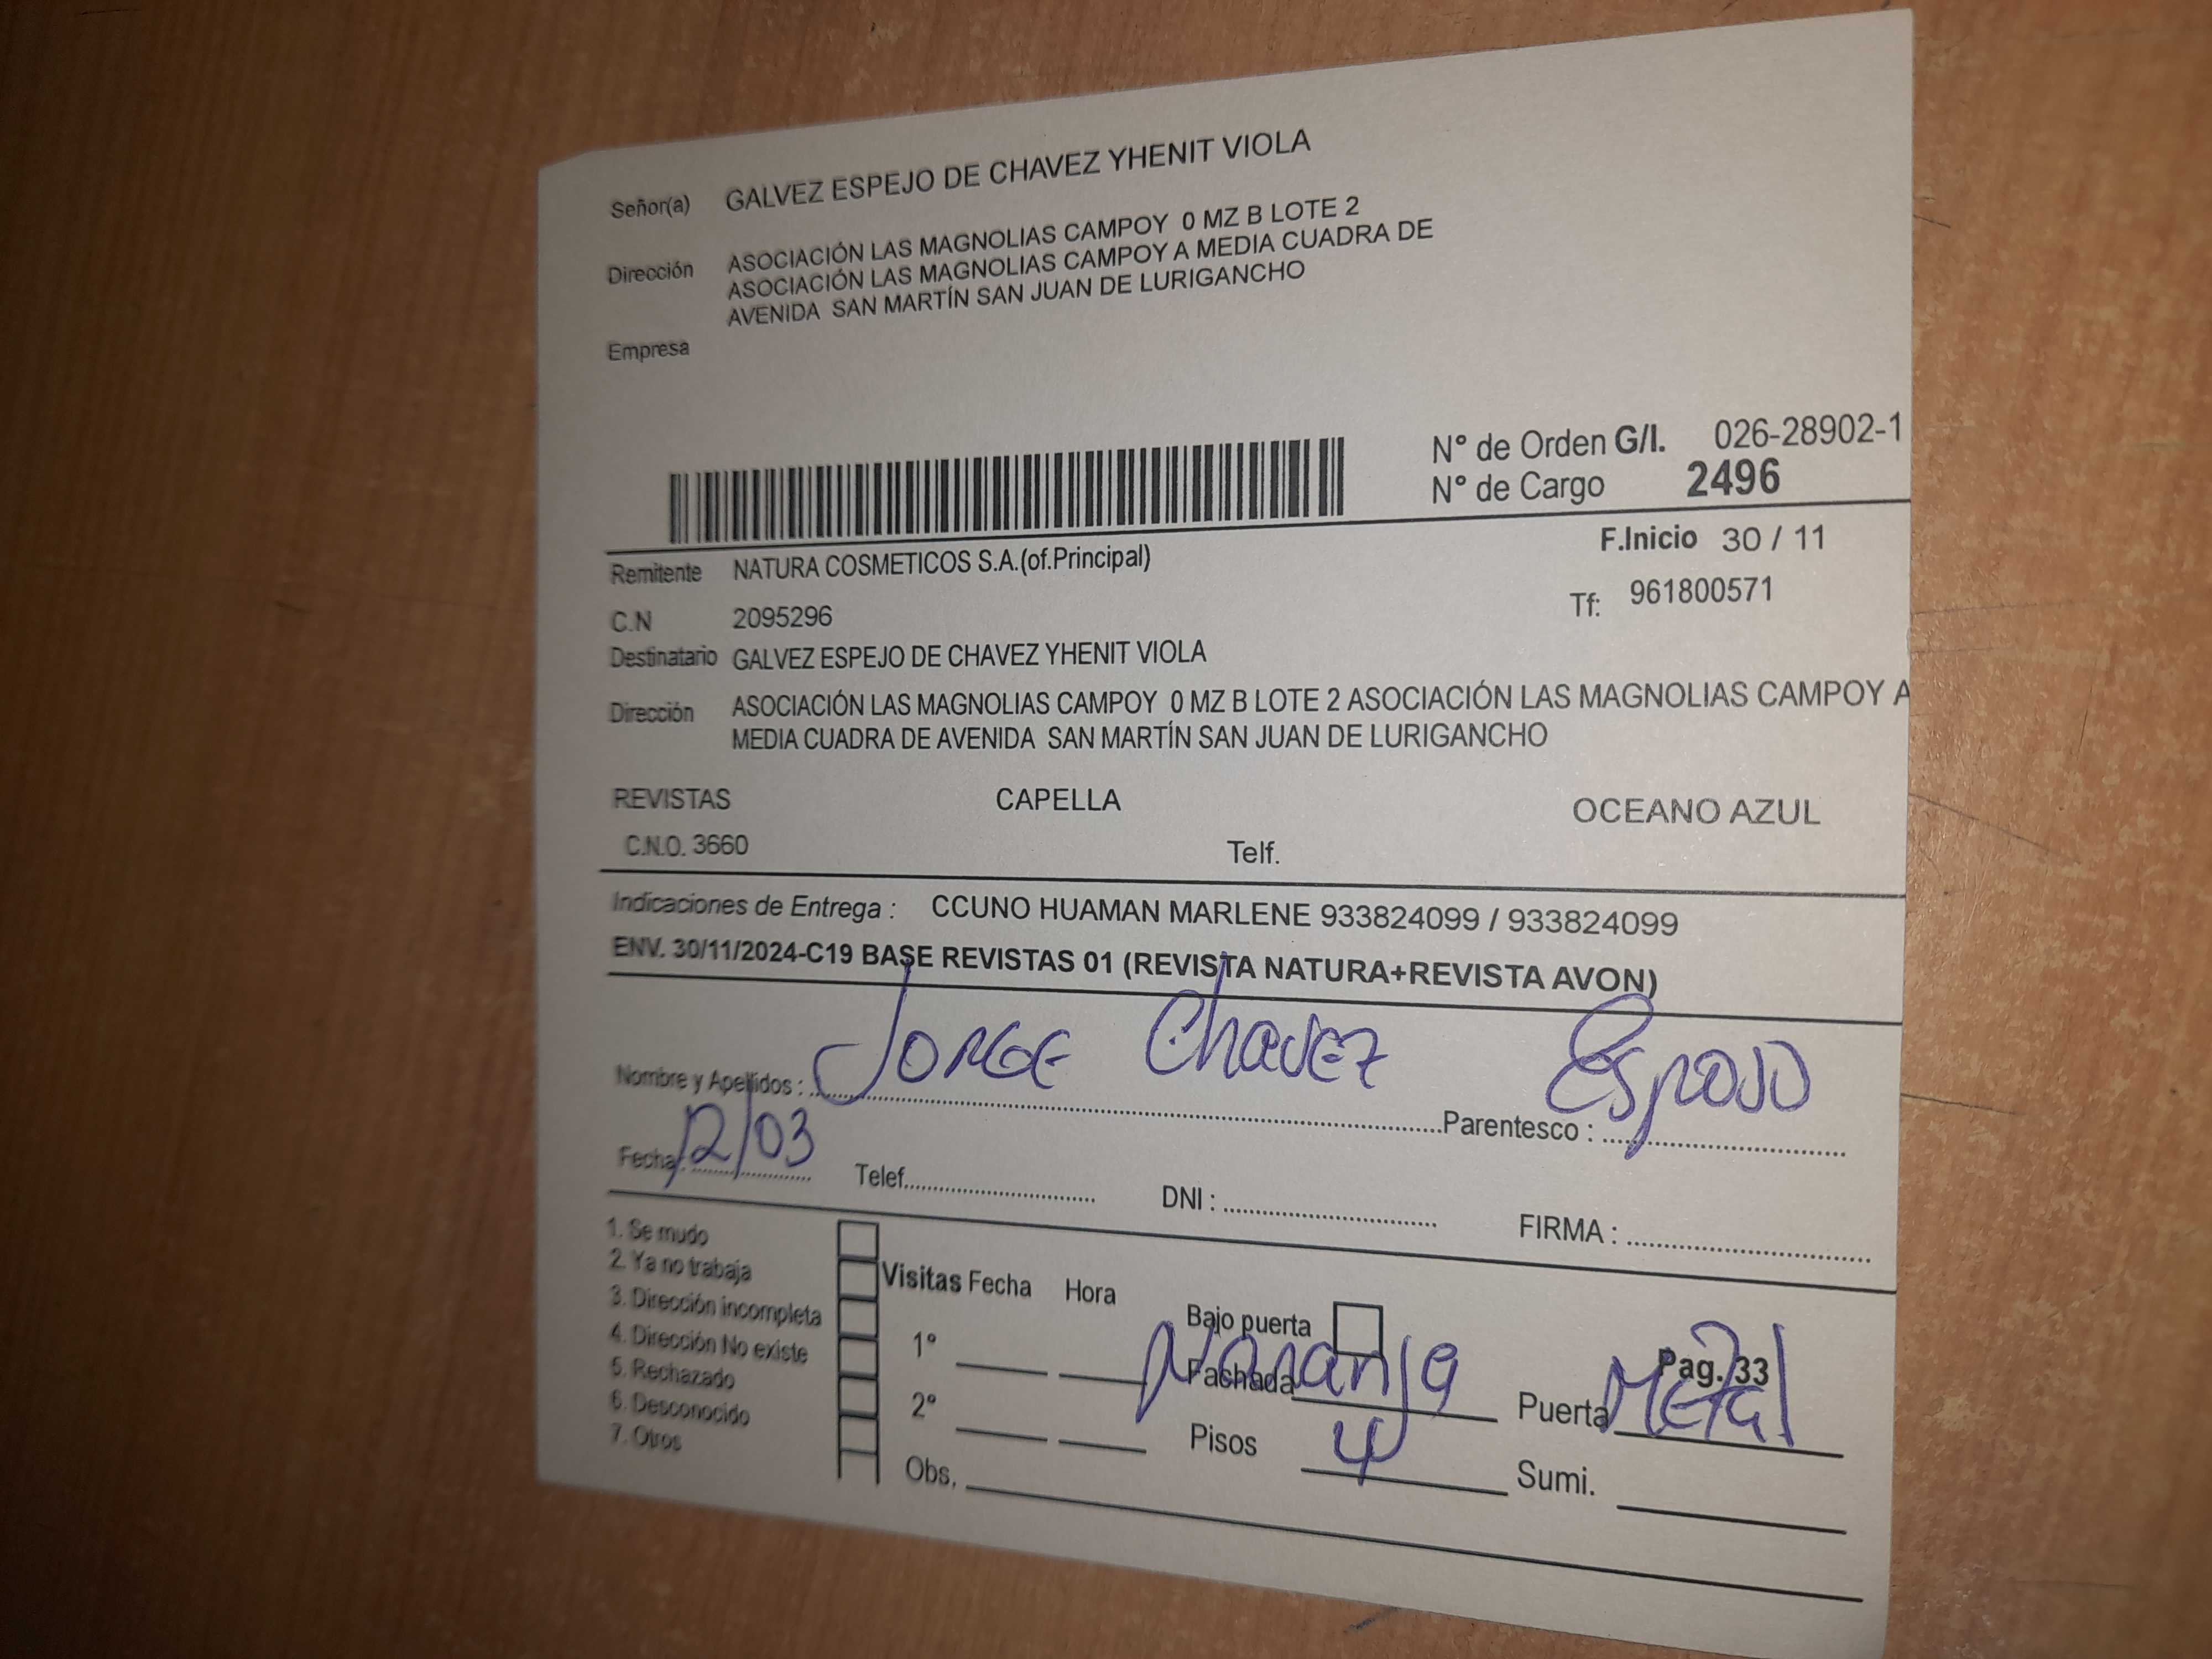 Señor(a) GALVEZ ESPEJO DE CHAVEZ YHENIT VIOLA
Dirección ASOCIACIÓN LAS MAGNOLIAS CAMPOY 0 MZ B LOTE 2
ASOCIACIÓN LAS MAGNOLIAS CAMPOY A MEDIA CUADRA DE
AVENIDA SAN MARTÍN SAN JUAN DE LURIGANCHO
Empresa
N° de Orden G/I. 026-28902-1
N° de Cargo 2496
F.Inicio 30 / 11
Remitente NATURA COSMETICOS S.A.(of.Principal)
C.N 2095296 Tf: 961800571
Destinatario GALVEZ ESPEJO DE CHAVEZ YHENIT VIOLA
Dirección ASOCIACIÓN LAS MAGNOLIAS CAMPOY 0 MZ B LOTE 2 ASOCIACIÓN LAS MAGNOLIAS CAMPOY A
MEDIA CUADRA DE AVENIDA SAN MARTÍN SAN JUAN DE LURIGANCHO
REVISTAS CAPELLA OCEANO AZUL
C.N.O. 3660 Telf.
Indicaciones de Entrega : CCUNO HUAMAN MARLENE 933824099 / 933824099
ENV. 30/11/2024-C19 BASE REVISTAS 01 (REVISTA NATURA+REVISTA AVON)
Nombre y Apellidos : JORGE Chavez Parentesco : Esposo
Fecha: 12/03 Telef. DNI : FIRMA :
1. Se mudo
2. Ya no trabaja
3. Dirección incompleta
4. Dirección No existe
5. Rechazado
6. Desconocido
7. Otros
Visitas Fecha Hora
1°
2°
Obs.
Bajo puerta Pag. 33
Fachada Naranja Puerta Metal
Pisos 4 Sumi.